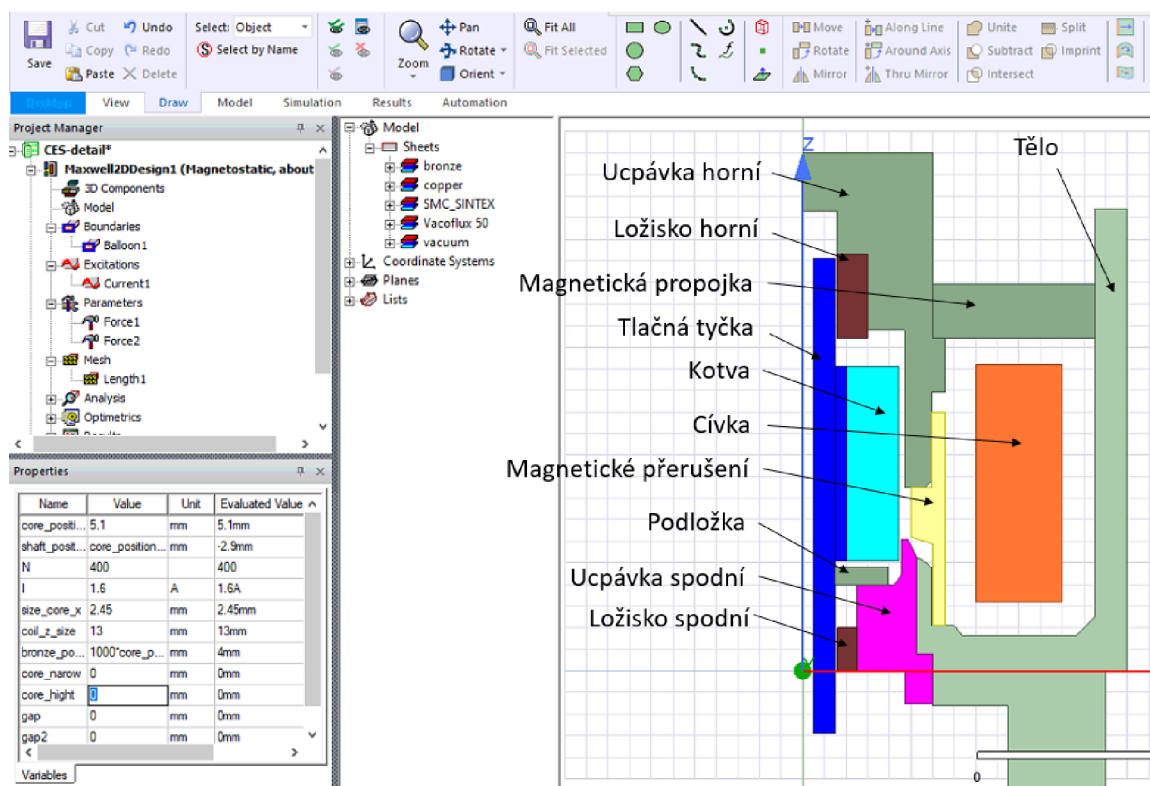 Cut Undo Select: Object Pan Fit All Move Along Line Unite Split
Save Copy Redo Select by Name Zoom Rotate Fit Selected Rotate Around Axis Subtract Imprint
Paste Delete Orient Mirror Thru Mirror Intersect
Desktop View Draw Model Simulation Results Automation
Project Manager
CES-detail*
Maxwell2DDesign1 (Magnetostatic, about
3D Components
Model
Boundaries
Balloon1
Excitations
Current1
Parameters
Force1
Force2
Mesh
Length1
Analysis
Optimetrics
Model
Sheets
bronze
copper
SMC_SINTEX
Vacoflux 50
vacuum
Coordinate Systems
Planes
Lists
Properties
Name Value Unit Evaluated Value
core_positi... 5.1 mm 5.1mm
shaft_posit... core_position... mm -2.9mm
N 400 400
I 1.6 A 1.6A
size_core_x 2.45 mm 2.45mm
coil_z_size 13 mm 13mm
bronze_po... 1000*core_p... mm 4mm
core_narow 0 mm 0mm
core_hight 0 mm 0mm
gap 0 mm 0mm
gap2 0 mm 0mm
Variables
Z
Tělo
Ucpávka horní
Ložisko horní
Magnetická propojka
Tlačná tyčka
Kotva
Cívka
Magnetické přerušení
Podložka
Ucpávka spodní
Ložisko spodní
0